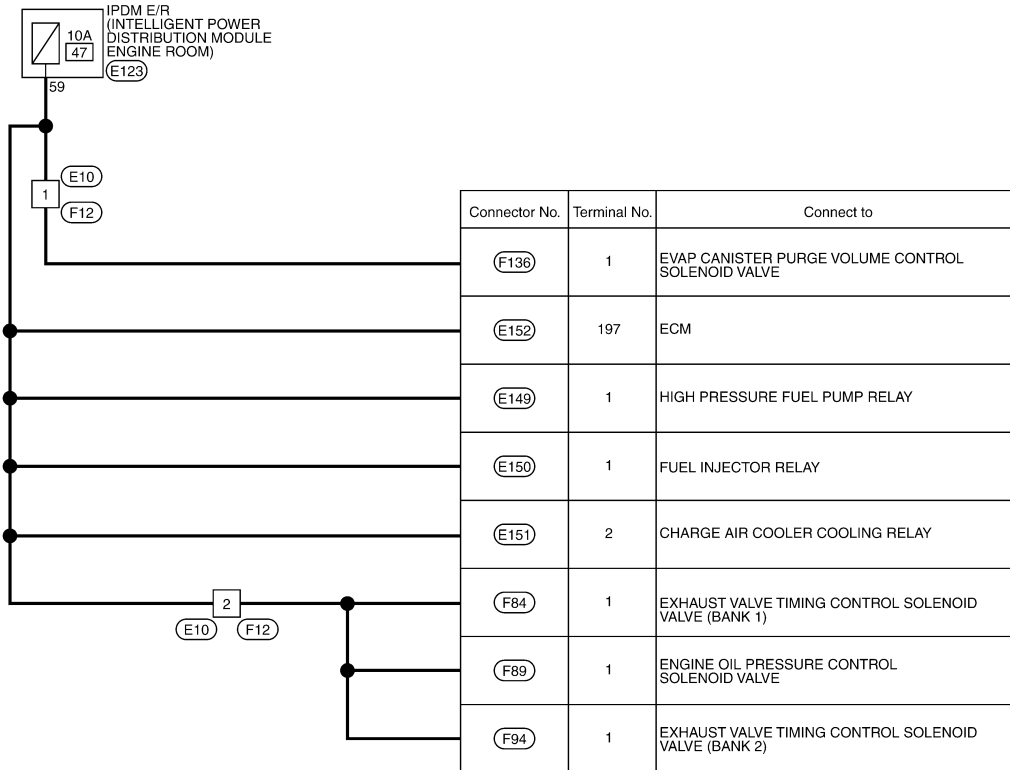 IPDM E/R
(INTELLIGENT POWER
DISTRIBUTION MODULE
ENGINE ROOM)
10A
47
E123
59
E10
1
F12
Connector No. Terminal No. Connect to
F136 1 EVAP CANISTER PURGE VOLUME CONTROL
SOLENOID VALVE
E152 197 ECM
E149 1 HIGH PRESSURE FUEL PUMP RELAY
E150 1 FUEL INJECTOR RELAY
E151 2 CHARGE AIR COOLER COOLING RELAY
2
E10 F12
F84 1 EXHAUST VALVE TIMING CONTROL SOLENOID
VALVE (BANK 1)
F89 1 ENGINE OIL PRESSURE CONTROL
SOLENOID VALVE
F94 1 EXHAUST VALVE TIMING CONTROL SOLENOID
VALVE (BANK 2)